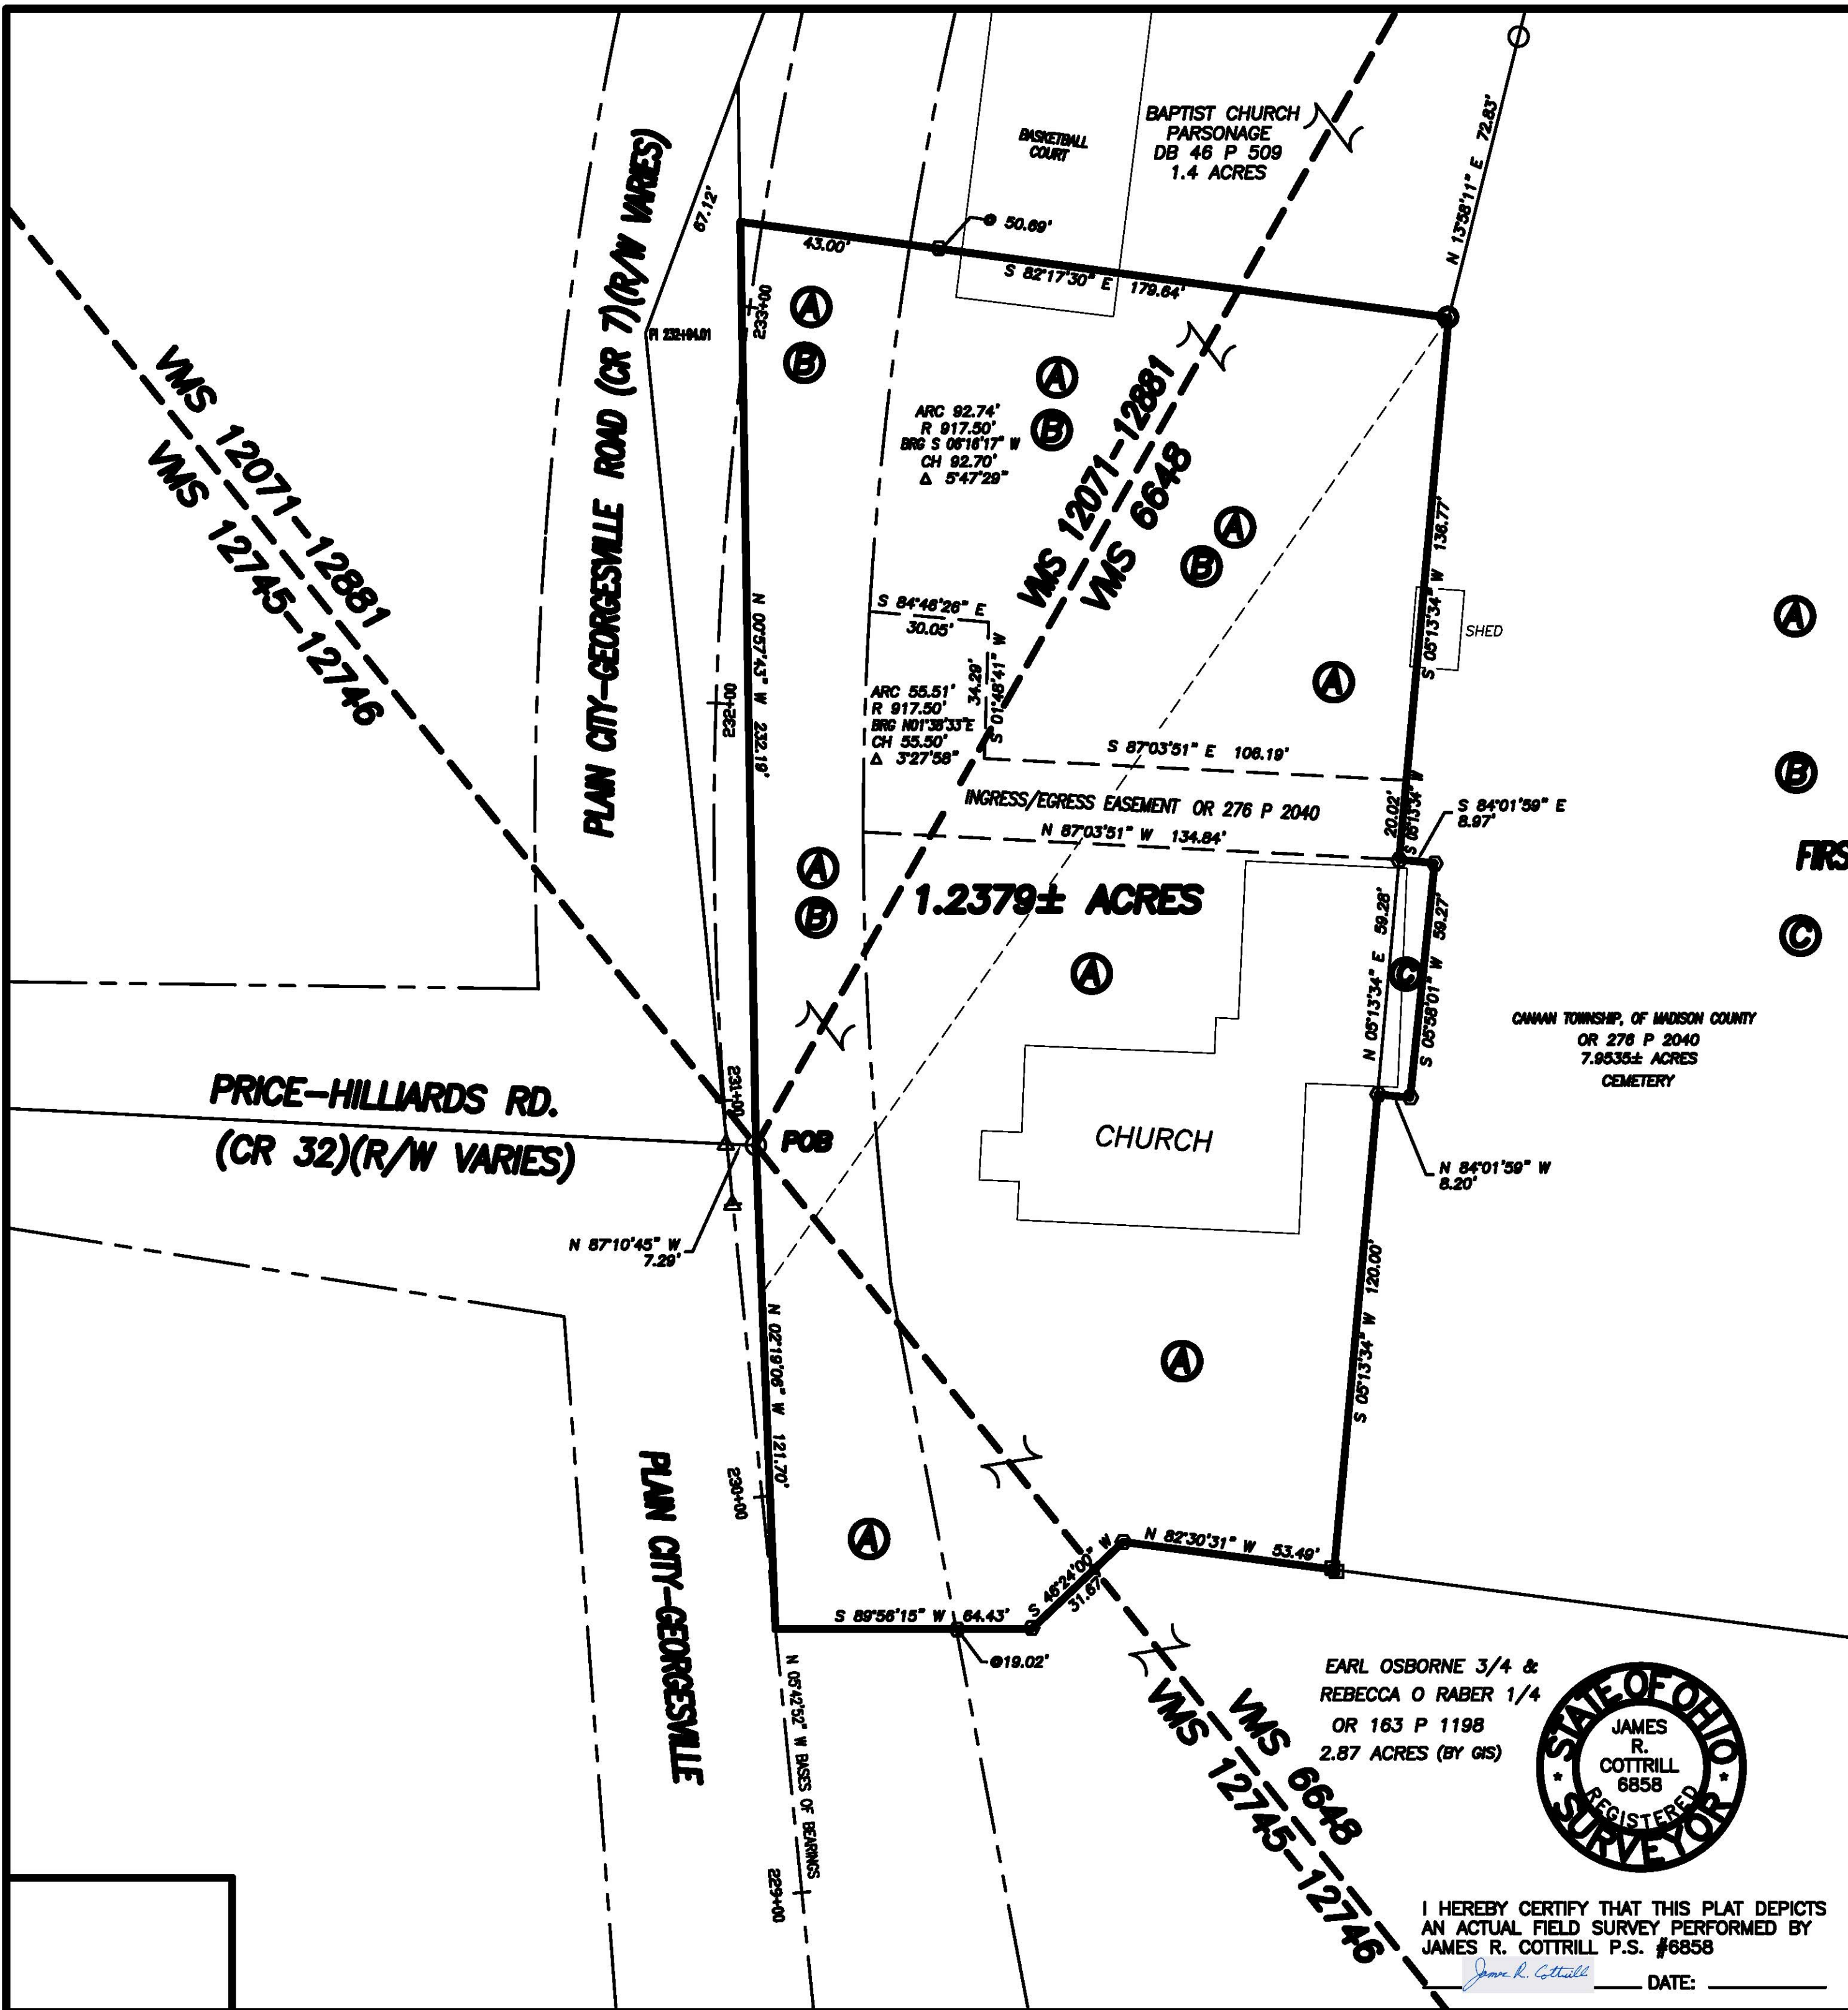 BASKETBALL
COURT
BAPTIST CHURCH
PARSONAGE
DB 46 P 509
1.4 ACRES
N 13°58'11" E 72.83'
67.12'
43.00'
@ 50.69'
S 82°17'30" E 179.64'
PI 232+94.01
233+00
A
B
PLAIN CITY-GEORGESVILLE ROAD (CR 7)(R/W VARIES)
VMS 12071-12881
VMS 12745-12746
A
B
ARC 92.74'
R 917.50'
BRG S 06°16'17" W
CH 92.70'
Δ 5°47'29"
VMS 12071-12881
VMS 6648
A
B
S 05°13'34" W 136.77'
SHED
A
A
B
FIRS
C
N 00°57'43" W 232.19'
232+00
S 84°46'26" E
30.05'
34.29'
S 01°48'41" W
ARC 55.51'
R 917.50'
BRG N01°38'33"E
CH 55.50'
Δ 3°27'58"
S 87°03'51" E 106.19'
INGRESS/EGRESS EASEMENT OR 276 P 2040
N 87°03'51" W 134.84'
20.02'
S 05°13'34" W
S 84°01'59" E
8.97'
A
B
1.2379± ACRES
A
N 05°13'34" E 59.28'
C
S 05°58'01" W 59.27'
CANAAN TOWNSHIP, OF MADISON COUNTY
OR 276 P 2040
7.9535± ACRES
CEMETERY
PRICE-HILLIARDS RD.
(CR 32)(R/W VARIES)
231+00
POB
CHURCH
N 84°01'59" W
8.20'
N 87°10'45" W
7.29'
N 02°19'06" W 121.70'
230+00
S 05°13'34" W 120.00'
A
A
PLAIN CITY-GEORGESVILLE
N 82°30'31" W 53.49'
S 46°24'00" W
31.67'
S 89°56'15" W 64.43'
@19.02'
N 05°42'52" W BASES OF BEARINGS
229+00
VMS 6648
VMS 12745-12746
EARL OSBORNE 3/4 &
REBECCA O RABER 1/4
OR 163 P 1198
2.87 ACRES (BY GIS)
STATE OF OHIO
JAMES
R.
COTTRILL
6858
REGISTERED
SURVEYOR
I HEREBY CERTIFY THAT THIS PLAT DEPICTS
AN ACTUAL FIELD SURVEY PERFORMED BY
JAMES R. COTTRILL P.S. #6858
James R. Cottrill DATE: